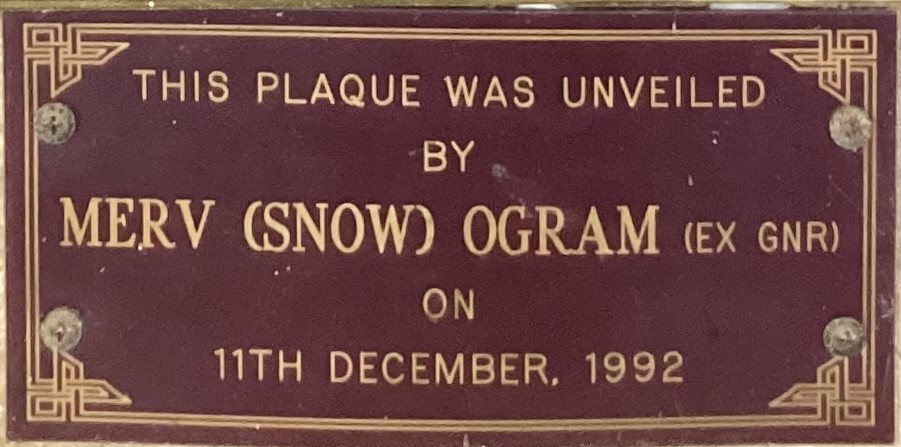 THIS PLAQUE WAS UNVEILED
BY
MERV (SNOW) OGRAM (EX GNR)
ON
11TH DECEMBER, 1992